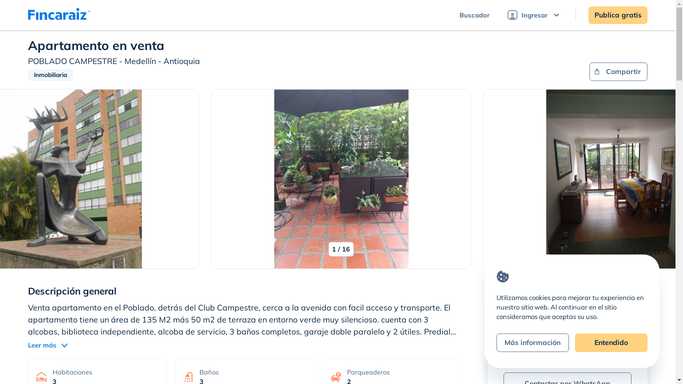 Fincaraiz
Buscador
Ingresar
Publica gratis
Apartamento en venta
POBLADO CAMPESTRE - Medellín - Antioquia
Inmobiliaria
Compartir
1 / 16
Descripción general
Venta apartamento en el Poblado, detrás del Club Campestre, cerca a la avenida con facil acceso y transporte. El
apartamento tiene un área de 135 M2 más 50 m2 de terraza en entorno verde muy silencioso. cuenta con 3
alcobas, biblioteca independiente, alcoba de servicio, 3 baños completos, garaje doble paralelo y 2 útiles. Predial...
Leer más
Habitaciones
3
Baños
3
Parqueaderos
2
Utilizamos cookies para mejorar tu experiencia en
nuestro sitio web. Al continuar en el sitio
consideramos que aceptas su uso.
Más información
Entendido
Contactar por WhatsApp